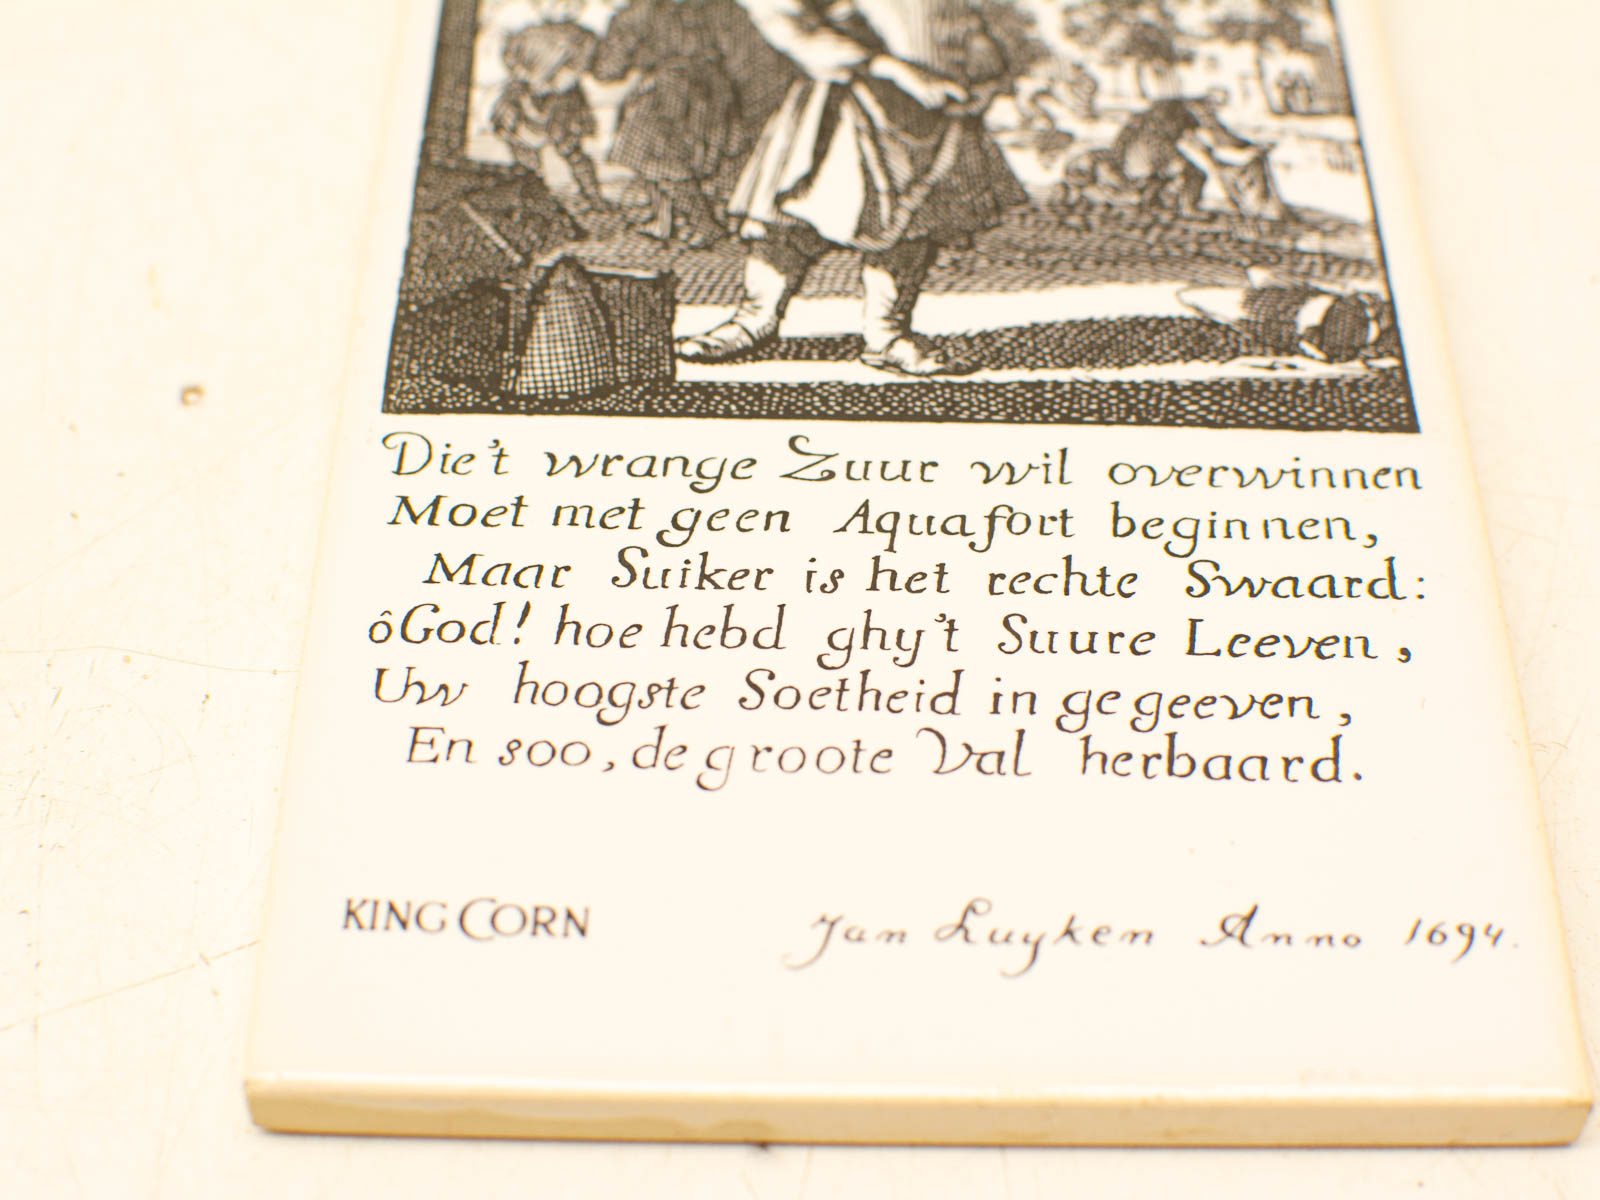 Die't wrange Zuur wil overwinnen
Moet met geen Aquafort beginnen,
Maar Suiker is het rechte Swaard:
ôGod! hoe hebd ghy't Suure Leeven,
Uw hoogste Soetheid in gegeeven,
En soo, de groote Val herbaard.
KING CORN
Jan Luyken Anno 1694.